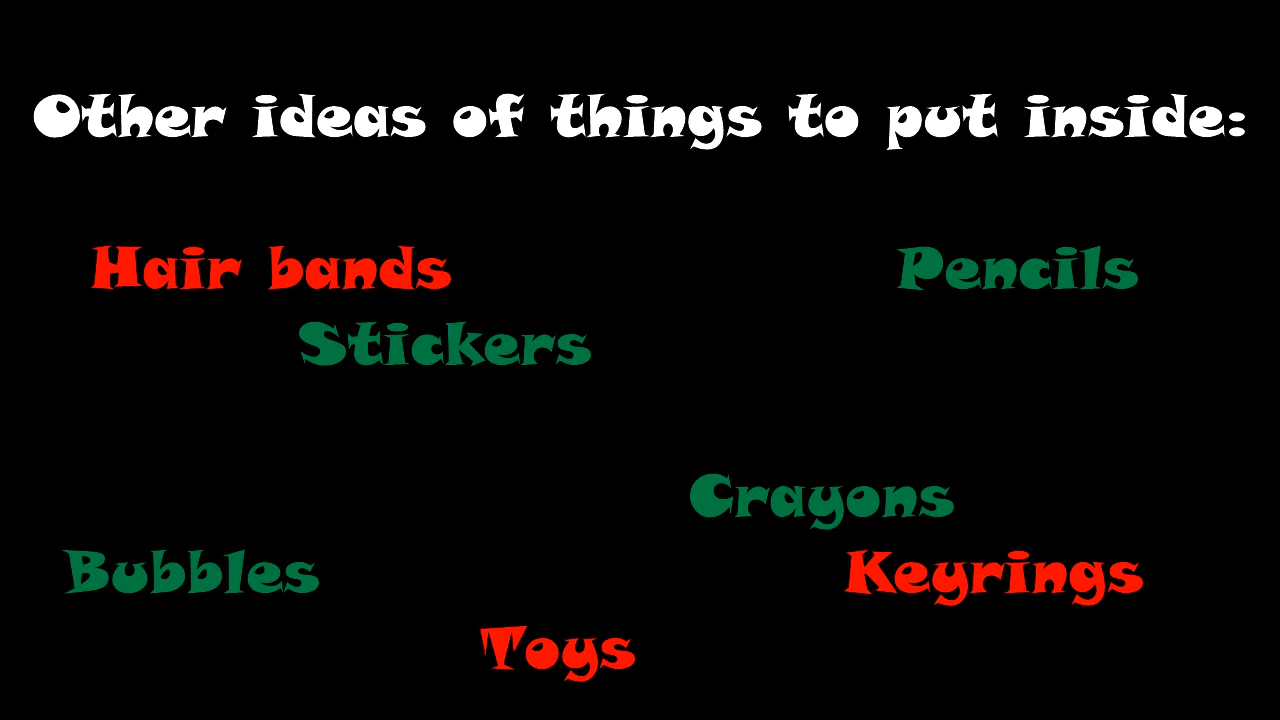 Other ideas of things to put inside:
Hair bands
Pencils
Stickers
Crayons
Bubbles
Keyrings
Toys